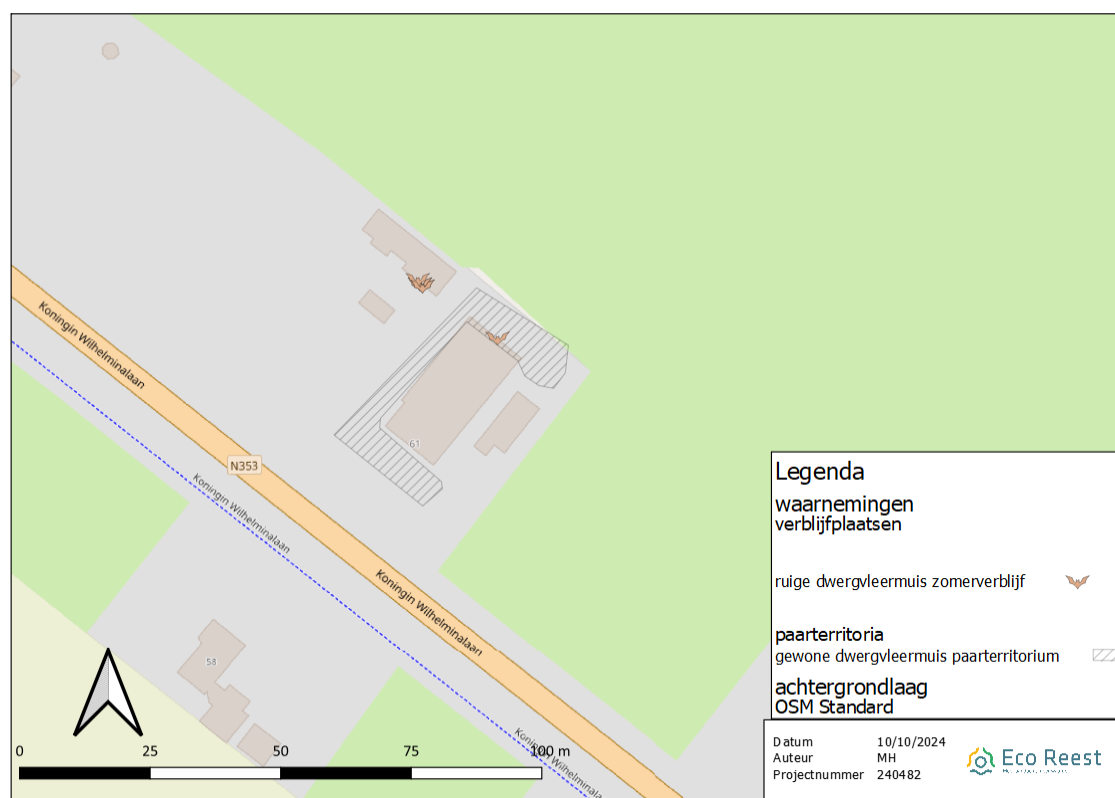 Koningin Wilhelminalaan
61
N353
Koningin Wilhelminalaan
Koningin Wilhelminalaan
58
Koningin Wilhelminala
0 25 50 75 100 m
Legenda
waarnemingen
verblijfplaatsen
ruige dwergvleermuis zomerverblijf
paarterritoria
gewone dwergvleermuis paarterritorium
achtergrondlaag
OSM Standard
Datum 10/10/2024
Auteur MH
Projectnummer 240482
Eco Reest